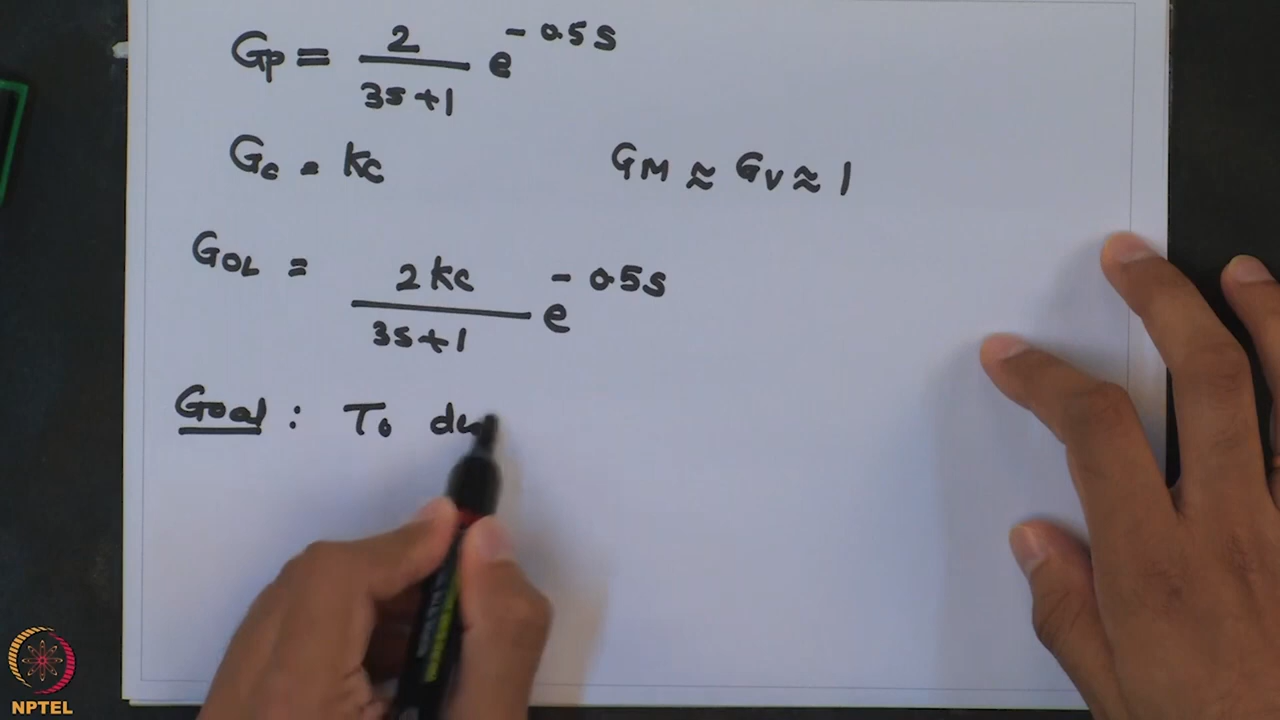 Gp = 2 / 3s+1 e^-0.5s
Gc = kc    GM ≈ Gv ≈ 1
GOL = 2kc / 3s+1 e^-0.5s
Goal : To
NPTEL